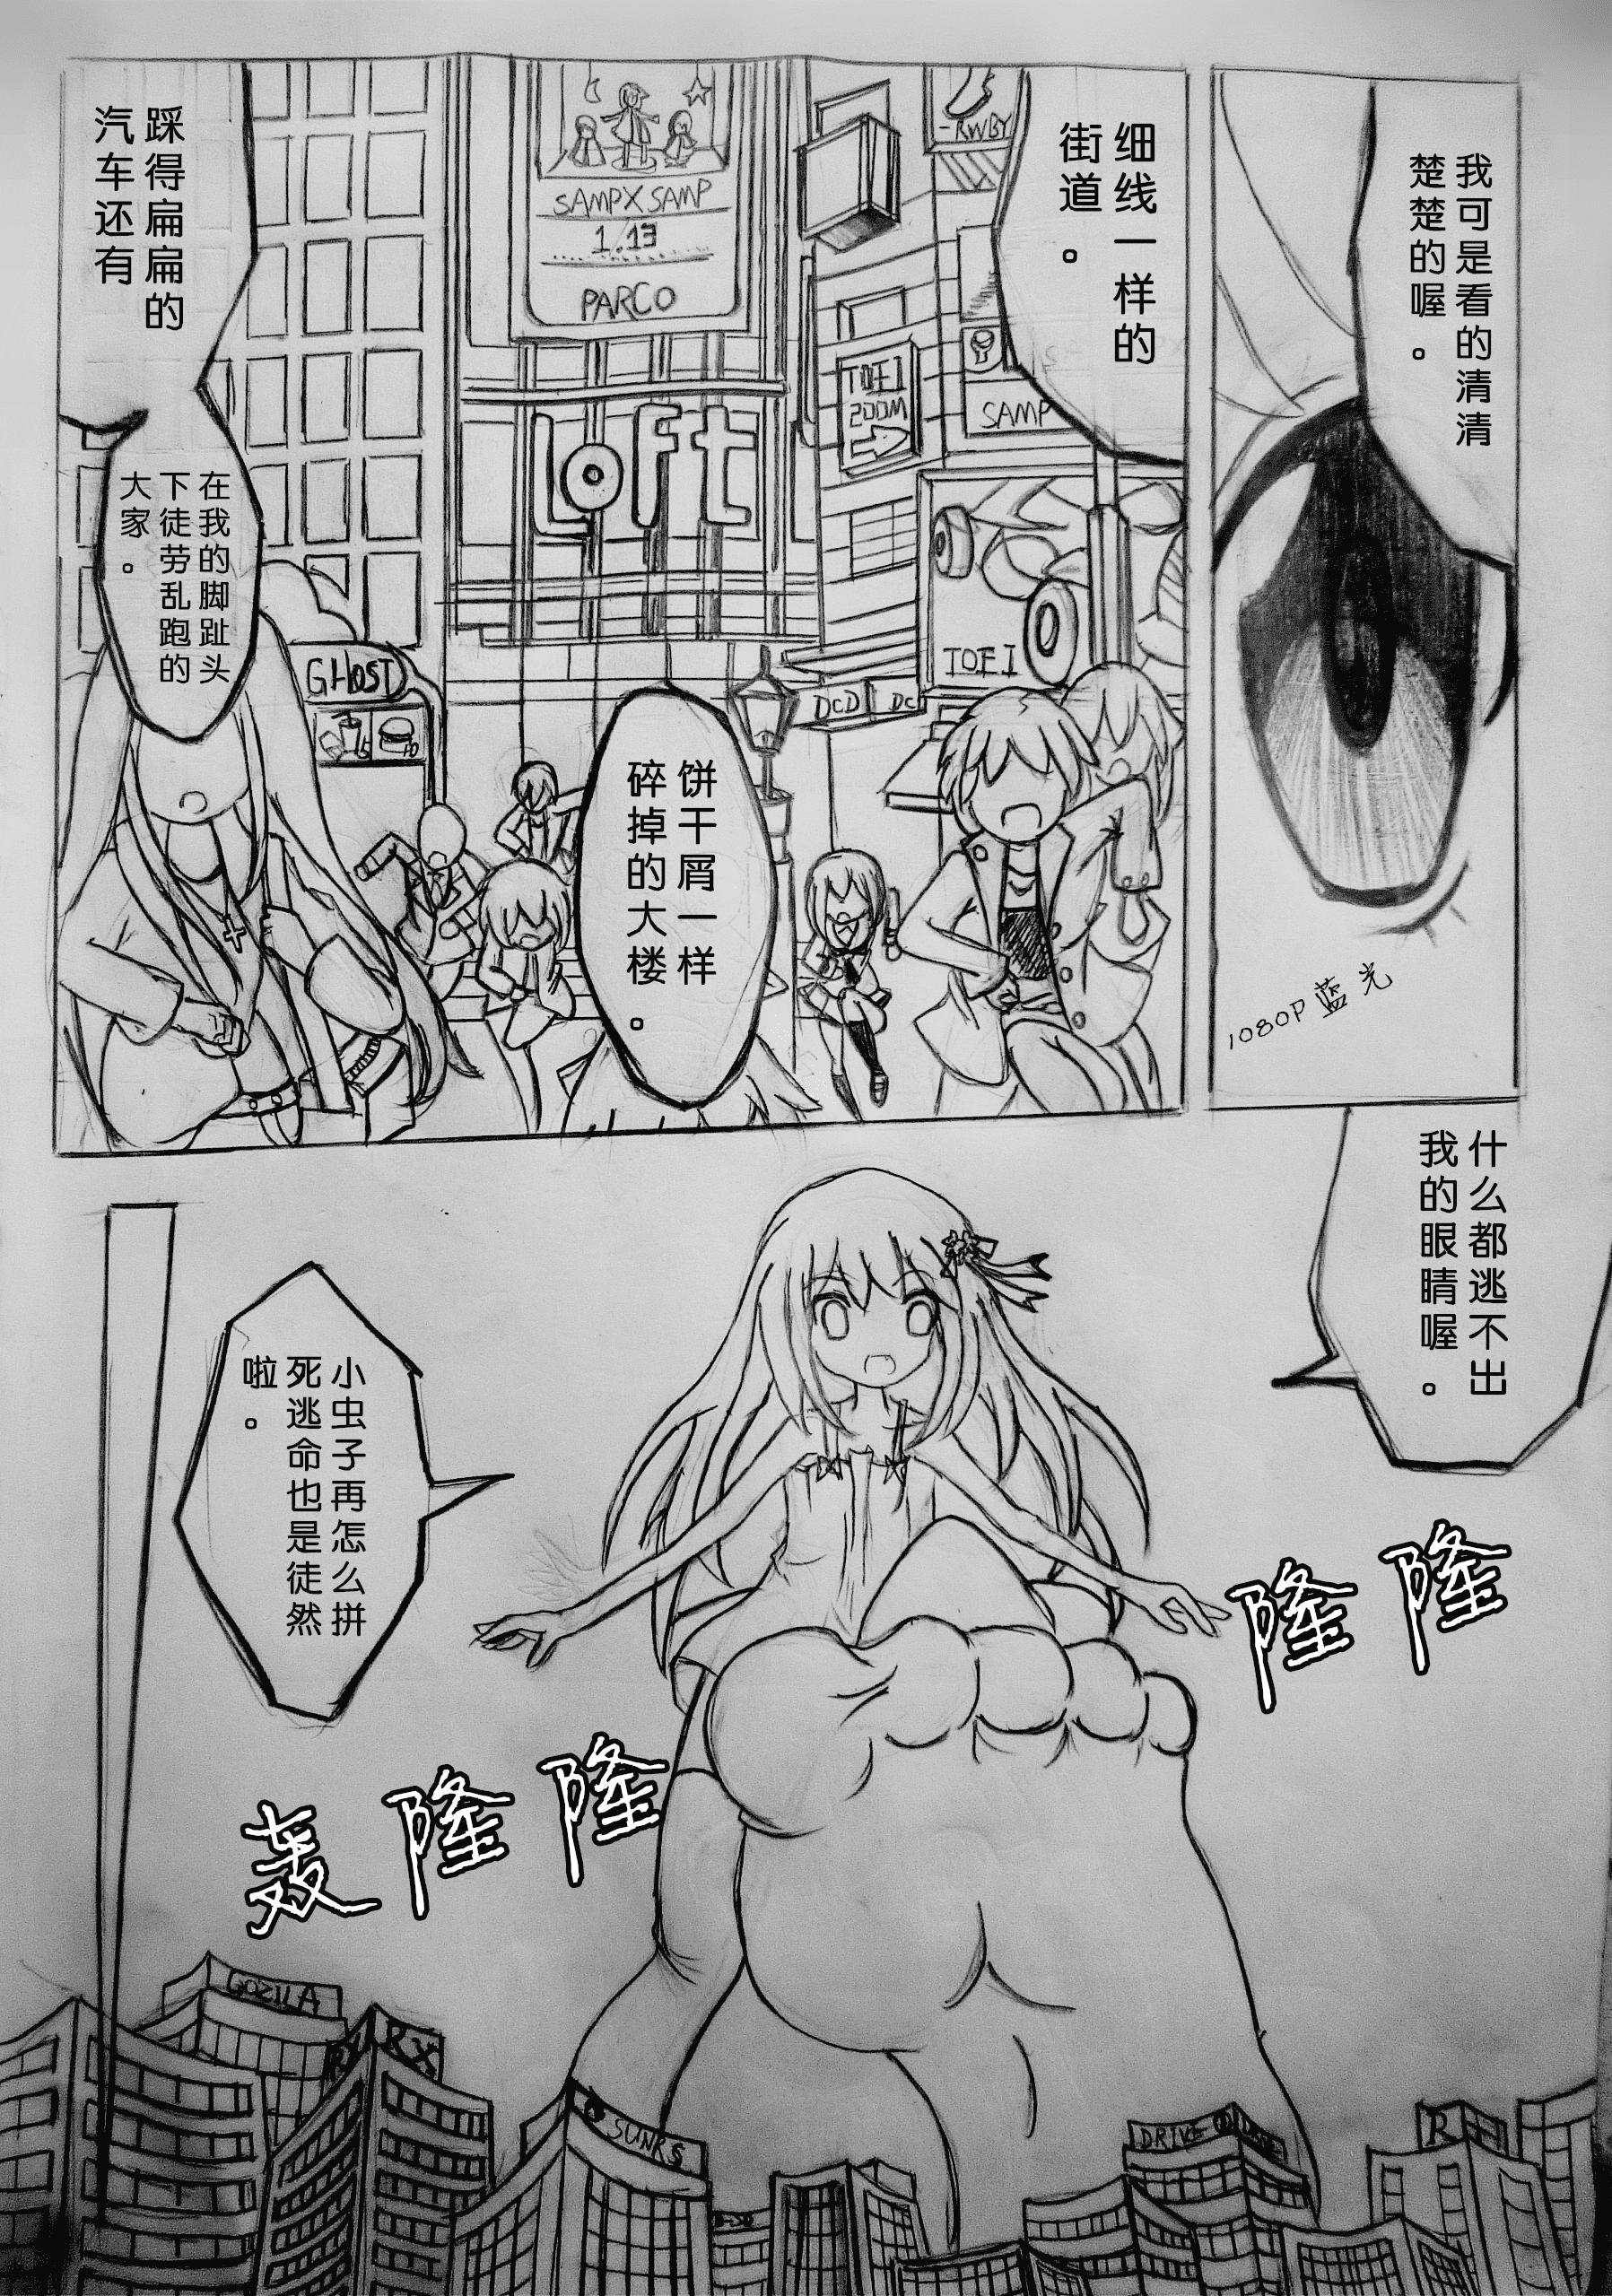 我可是看的清清
楚楚的喔。
1080P蓝光
细线一样的
街道。
饼干屑一样
碎掉的大楼。
踩得扁扁的
汽车还有
在我的脚趾头
下徒劳乱跑的
大家。
SAMPXSAMP
1.13
PARCO
Loft
-RWBY
TOEI
200M
SAMP
TOEI
DCD
DC
GHOST
什么都逃不出
我的眼睛喔。
小虫子再怎么拼
死逃命也是徒然
啦。
轰隆隆
隆隆
GOZILA
RX
SUNKS
DRIVE